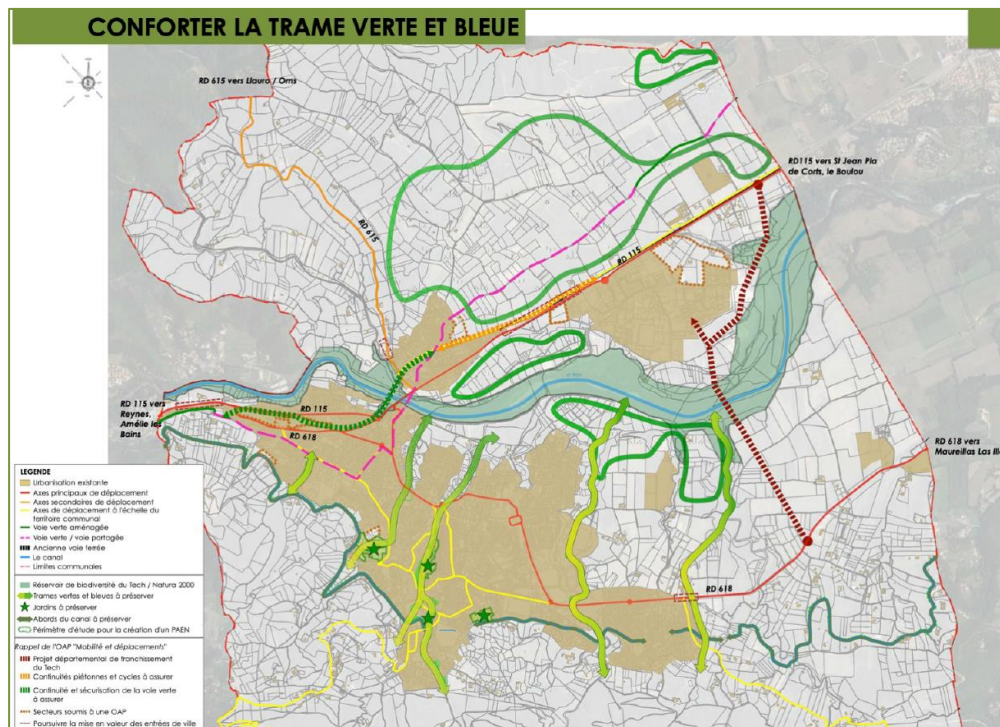 CONFORTER LA TRAME VERTE ET BLEUE
RD 615 vers Llauro / Oms
RD115 vers St Jean Pla
de Corts, le Boulou
RD 615
RD 115
RD 115 vers
Reynes,
Amélie les
Bains
RD 115
RD 618
RD 618 vers
Maureillas Las Ill
RD 618
LEGENDE
Urbanisation existante
Axes principaux de déplacement
Axes secondaires de déplacement
Axes de déplacement à l'échelle du
territoire communal
Voie verte aménagée
Voie verte / voie partagée
Ancienne voie ferrée
Le canal
Limites communales
Réservoir de biodiversité du Tech / Natura 2000
Trames vertes et bleues à préserver
Jardins à préserver
Abords du canal à préserver
Périmètre d'étude pour la création d'un PAEN
Rappel de l'OAP "Mobilité et déplacements"
Projet départemental de franchissement
du Tech
Continuités piétonnes et cycles à assurer
Continuité et sécurisation de la voie verte
à assurer
Secteurs soumis à une OAP
Poursuivre la mise en valeur des entrées de ville